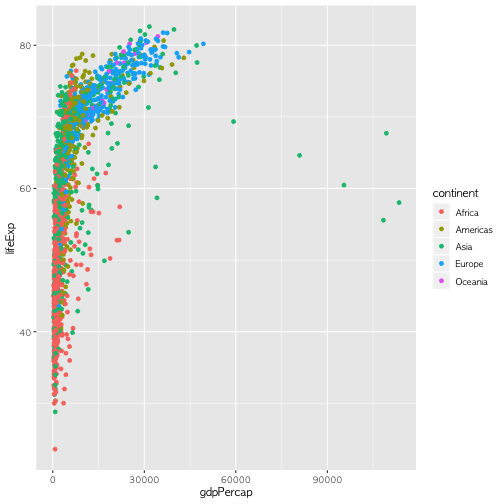 80
60
40
lifeExp
0
30000
60000
90000
gdpPercap
continent
Africa
Americas
Asia
Europe
Oceania